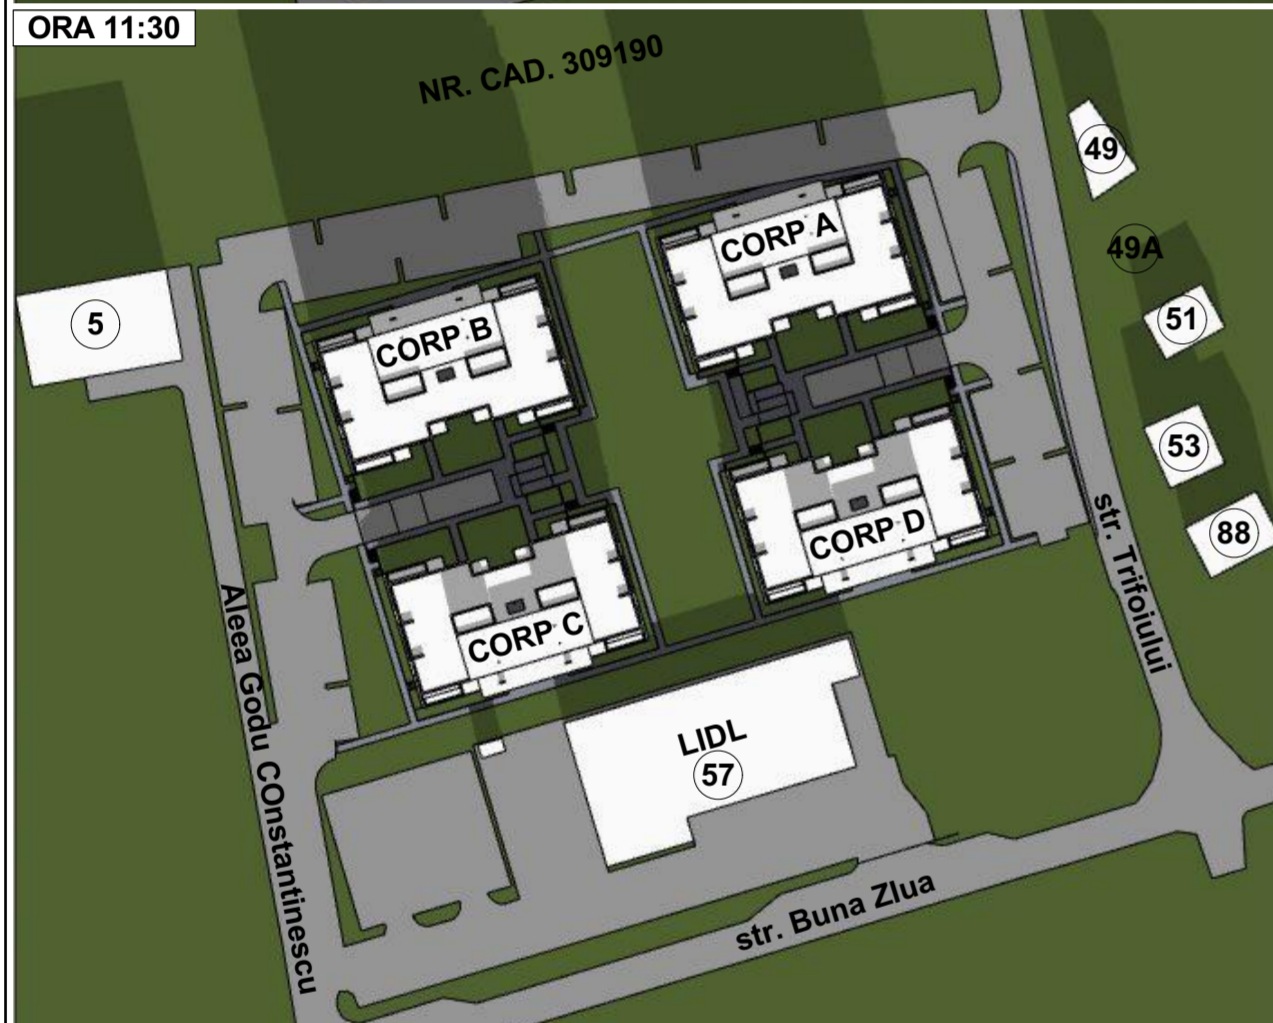 ORA 11:30
NR. CAD. 309190
49
49A
CORP A
51
5
CORP B
53
88
CORP D
CORP C
str. Trifoiului
Aleea Godu COnstantinescu
LIDL
57
str. Buna ZIua